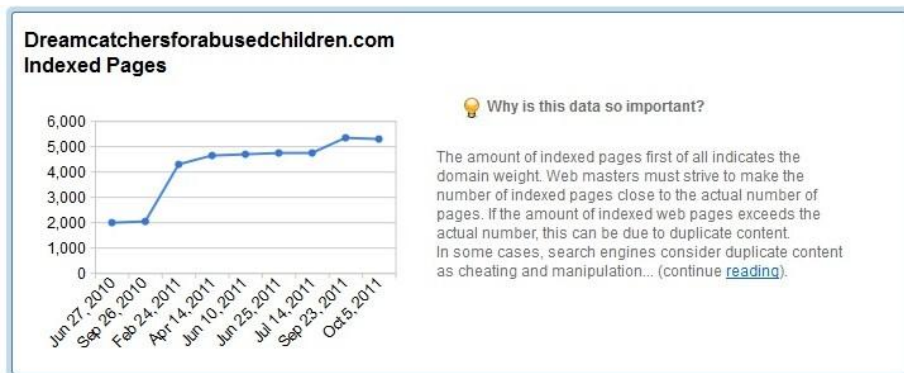 Dreamcatchersforabusedchildren.com
Indexed Pages
6,000
5,000
4,000
3,000
2,000
1,000
0
Jun 27, 2010
Sep 26, 2010
Feb 24, 2011
Apr 14, 2011
Jun 10, 2011
Jun 25, 2011
Jul 14, 2011
Sep 23, 2011
Oct 5, 2011
Why is this data so important?
The amount of indexed pages first of all indicates the
domain weight. Web masters must strive to make the
number of indexed pages close to the actual number of
pages. If the amount of indexed web pages exceeds the
actual number, this can be due to duplicate content.
In some cases, search engines consider duplicate content
as cheating and manipulation... (continue reading).